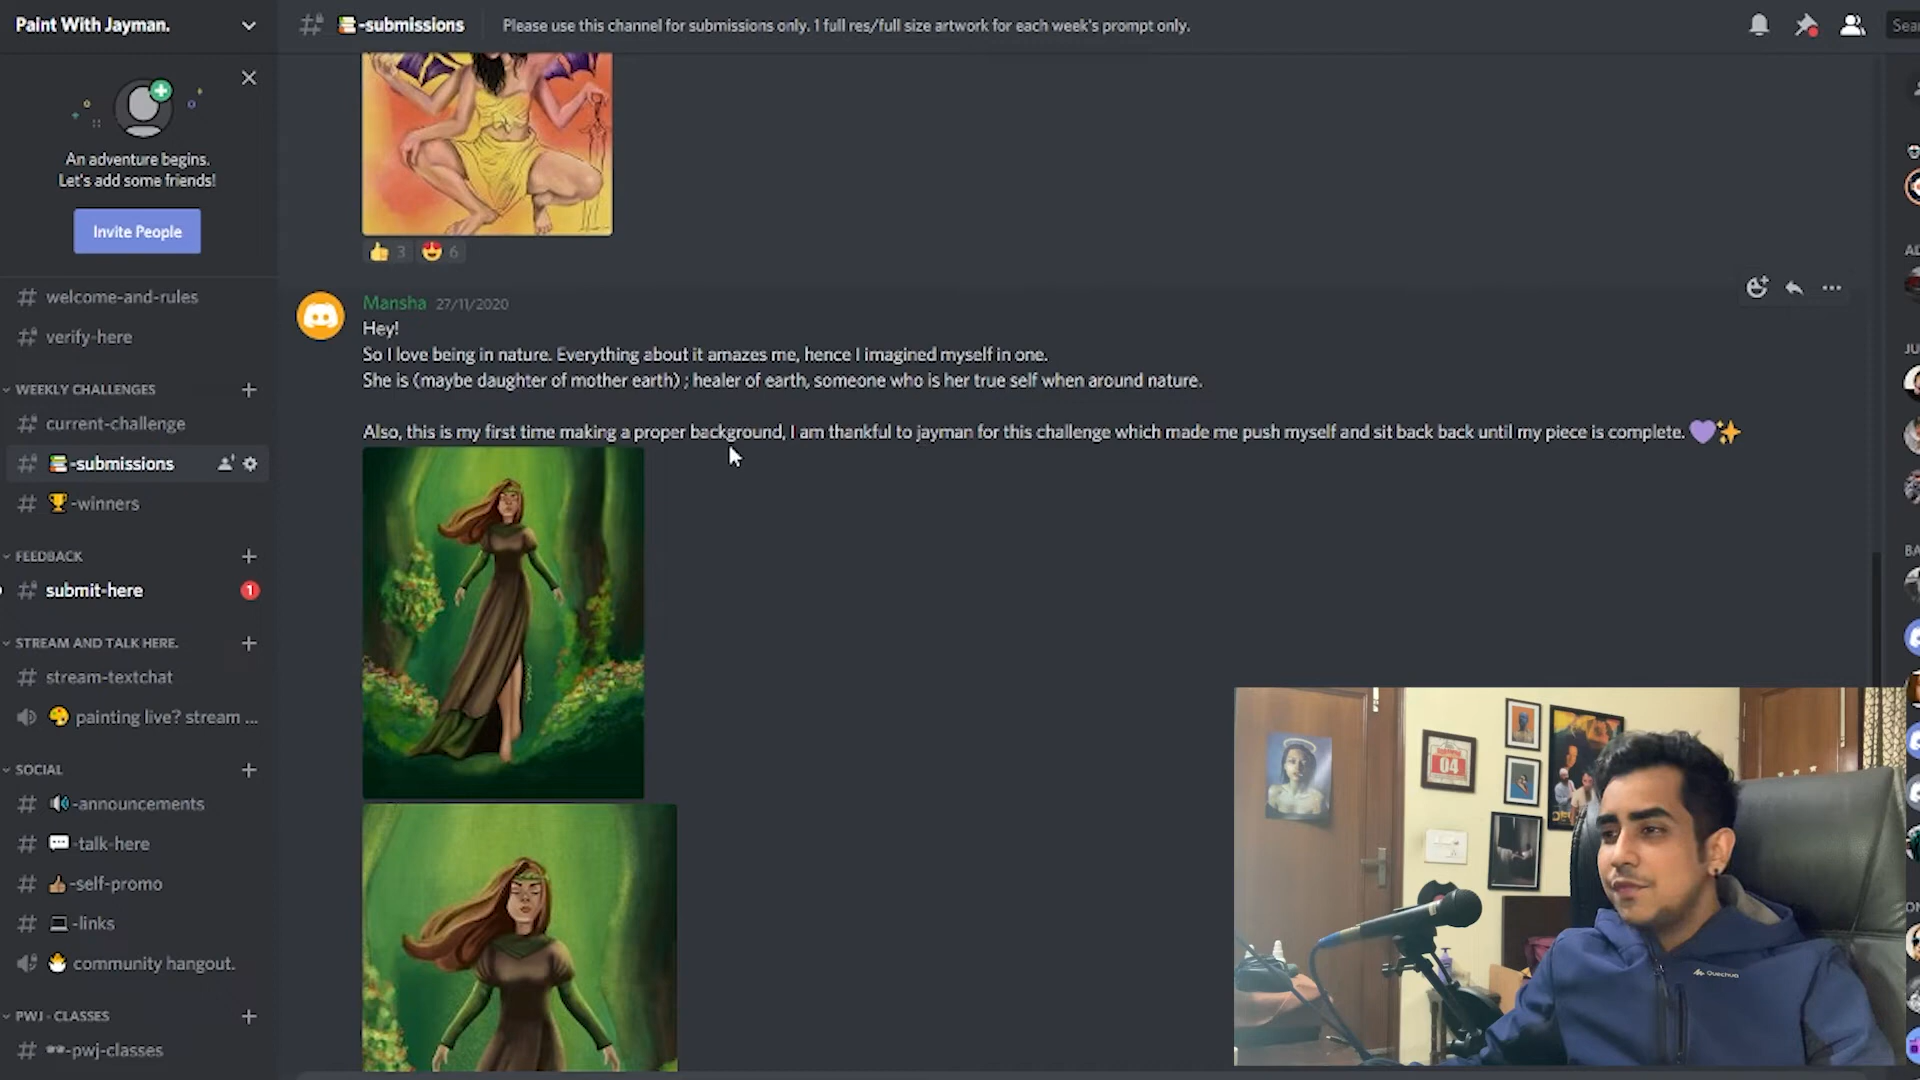 Paint With Jayman.
-submissions
Please use this channel for submissions only. 1 full res/full size artwork for each week's prompt only.
An adventure begins.
Let's add some friends!
Invite People
welcome-and-rules
verify-here
WEEKLY CHALLENGES
current-challenge
-submissions
-winners
FEEDBACK
submit-here
1
STREAM AND TALK HERE.
stream-textchat
painting live? stream ...
SOCIAL
-announcements
-talk-here
-self-promo
-links
community hangout.
PWJ - CLASSES
-pwj-classes
3
6
Mansha 27/11/2020
Hey!
So I love being in nature. Everything about it amazes me, hence I imagined myself in one.
She is (maybe daughter of mother earth) ; healer of earth, someone who is her true self when around nature.
Also, this is my first time making a proper background, I am thankful to jayman for this challenge which made me push myself and sit back back until my piece is complete. 💜✨
04
Quechua